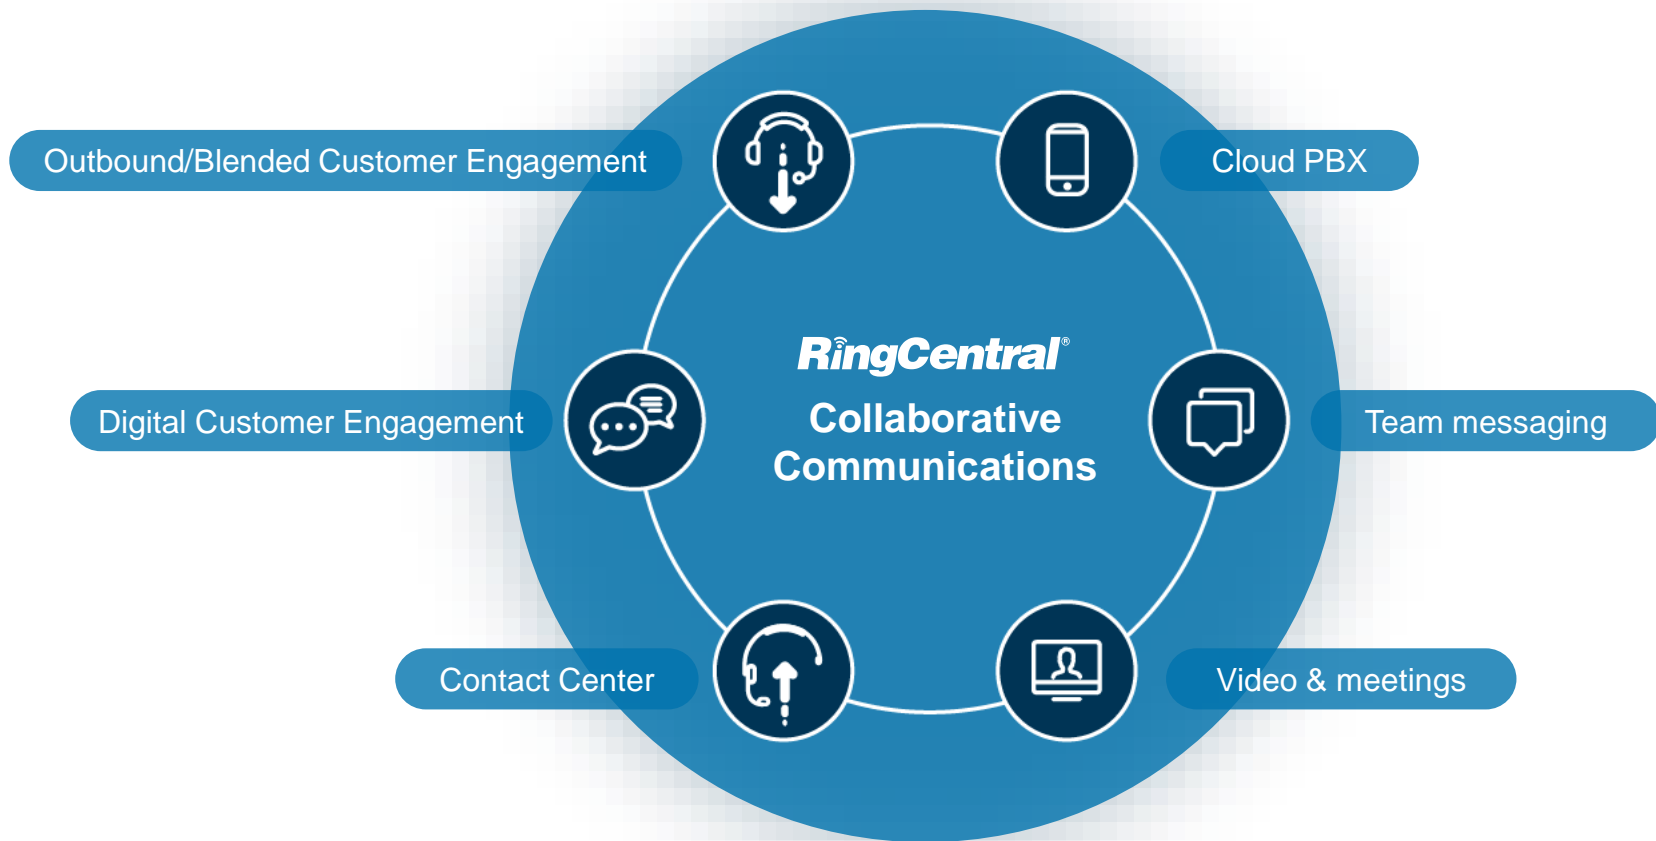 Outbound/Blended Customer Engagement
Cloud PBX
RingCentral®
Collaborative
Communications
Digital Customer Engagement
Team messaging
Contact Center
Video & meetings